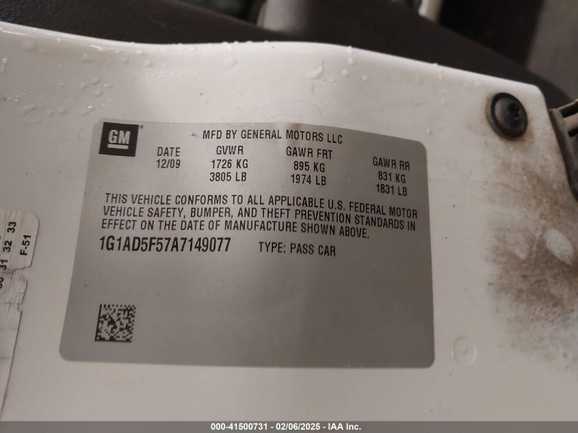 GM
MFD BY GENERAL MOTORS LLC
DATE GVWR GAWR FRT GAWR RR
12/09 1726 KG 895 KG 831 KG
3805 LB 1974 LB 1831 LB
THIS VEHICLE CONFORMS TO ALL APPLICABLE U.S. FEDERAL MOTOR
VEHICLE SAFETY, BUMPER, AND THEFT PREVENTION STANDARDS IN
EFFECT ON THE DATE OF MANUFACTURE SHOWN ABOVE.
1G1AD5F57A7149077 TYPE: PASS CAR
31 32 33
F-51
000-41500731 - 02/06/2025 - IAA Inc.